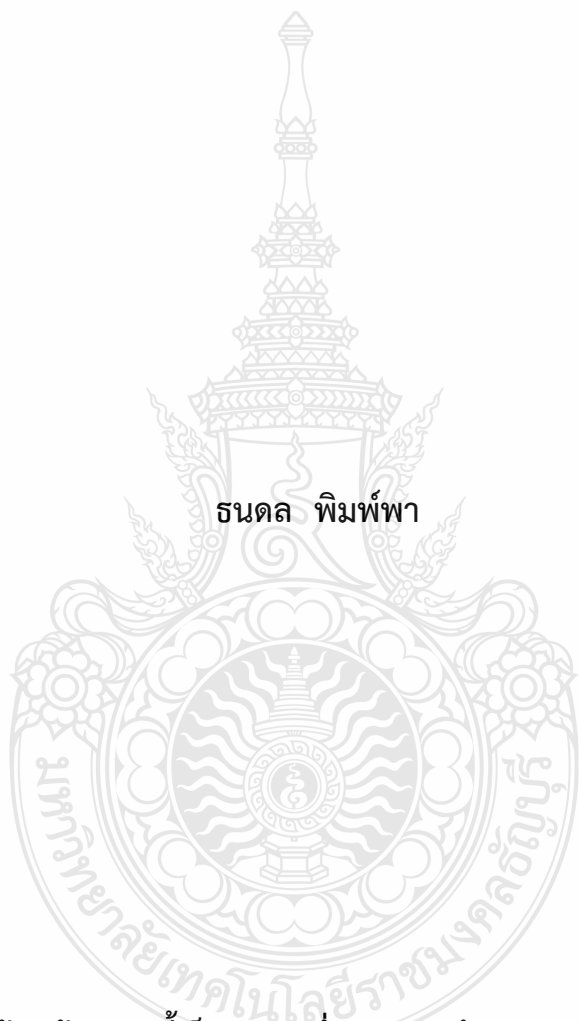 ธนดล พิมพ์พา
มหาวิทยาลัยเทคโนโลยีราชมงคลธัญบุรี